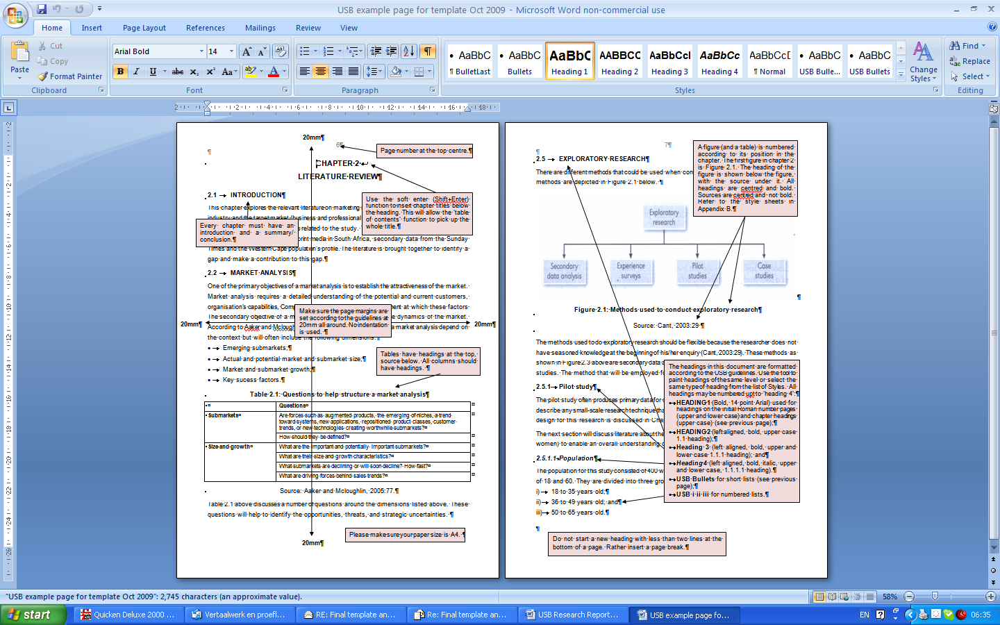 USB example page for template Oct 2009 - Microsoft Word non-commercial use
Home Insert Page Layout References Mailings Review View
Paste
Cut
Copy
Format Painter
Clipboard
Arial Bold 14
B I U abc x₂ x² Aa
Font
Paragraph
AaBbC AaBbC AaBbC AABBCC AaBbCcI AaBbCc AaBbCcD AaBbC AaBbC
¶ BulletLast Bullets Heading 1 Heading 2 Heading 3 Heading 4 ¶ Normal USB Bulle... USB Bullets
Styles
Change Styles
Find
Replace
Select
Editing
2 2 4 6 8 10 12 14 16 18
20mm¶
6¶
Page number at the top centre.¶
¶
CHAPTER 2
LITERATURE REVIEW¶
Use the soft enter (Shift+Enter)
function to insert chapter titles below
the heading. This will allow the 'table
of contents' function to pick up the
whole title.¶
2.1 → INTRODUCTION¶
This chapter explores the relevant literature on marketing
industry and the target market (business and professional
Every chapter must have an
introduction and a summary/
conclusion.¶
s related to the study.
rint media in South Africa, secondary data from the Sunday
Times and the Western Cape population's profile. The literature is brought together to identify a
gap and make a contribution to this gap.¶
2.2 → MARKET ANALYSIS¶
One of the primary objectives of a market analysis is to establish the attractiveness of the market.
Market analysis requires a detailed understanding of the potential and current customers,
organisation's capabilities, Comp
ent at which these factors
The secondary objective of a m
e dynamics of the market.
According to Aaker and Mcloughl
a market analysis depend on
the context but will often include the following dimensions:¶
Make sure the page margins are
set according to the guidelines at
20mm all around. No indentation
is used. ¶
20mm¶
20mm¶
• → Emerging submarkets;¶
• → Actual and potential market and submarket size;¶
• → Market and submarket growth;¶
• → Key sucess factors.¶
Tables have headings at the top,
source below. All columns should
have headings. ¶
Table 2.1: Questions to help structure a market analysis¶
Questions¤
Submarkets¤
Are forces such as augmented products, the emerging of niches, a trend
toward systems, new applications, repositioned product classes, customer
trends, or new technologies creating worthwhile submarkets?¤
How should they be defined?¤
Size and growth¤
What are the important and potentially important submarkets?¤
What are their size and growth characteristics?¤
What submarkets are declining or will soon decline? How fast?¤
What are driving forces behind sales trends?¤
Source: Aaker and Mcloughlin, 2005:77.¶
Table 2.1 above discusses a number of questions around the dimensions listed above. These
questions will help to identify the opportunities, threats, and strategic uncertainties. ¶
Please make sure your paper size is A4. ¶
20mm¶
7¶
¶
2.5 → EXPLORATORY RESEARCH¶
There are different methods that could be used when con
methods are depicted in Figure 2.1 below. ¶
A figure (and a table) is numbered
according to its position in the
chapter. The first figure in chapter 2
is Figure 2.1. The heading of the
figure is shown below the figure,
with the source under it. All
headings are centred and bold.
Sources are centred and not bold.
Refer to the style sheets in
Appendix B.¶
Exploratory
research
Secondary
data analysis
Experience
surveys
Pilot
studies
Case
studies
¶
Figure 2.1: Methods used to conduct exploratory research¶
Source: Cant, 2003:29 ¶
The methods used to do exploratory research should be flexible because the researcher does not
have seasoned knowledge at the beginning of his/her enquiry (Cant, 2003:29). These methods as
shown in Figure 2.3 above are secondary data a
studies. The method that will be employed fo
2.5.1 → Pilot study¶
The pilot study often produces primary data for q
describe any small-scale research technique tha
design for this research is discussed in Cha
The next section will discuss literature about the
women) to enable an overall understanding o
2.5.1.1 → Population¶
The population for this study consisted of 400 w
of 18 and 60. They are divided into three gro
i) → 18 to 35 years old;¶
ii) → 36 to 49 years old; and¶
iii) → 50 to 65 years old.¶
¶
The headings in this document are formatted
according to the USB guidelines. Use the tool to
paint headings of the same level or select the
same type of heading from the list of Styles. All
headings may be numbered up to 'heading 4':¶
HEADING 1 (Bold, 14 point Arial) used for
headings on the initial Roman number pages
(upper and lower case) and chapter headings
(upper case) (see previous page);¶
HEADING 2 (left aligned, bold, upper case
1.1 heading);¶
Heading 3 (left aligned, bold, upper and
lower case 1.1.1 heading); and¶
Heading 4 (left aligned, bold, italic, upper
and lower case, 1.1.1.1 heading).¶
USB Bullets for short lists (see previous
page);¶
USB i ii iii for numbered lists.¶
Do not start a new heading with less than two lines at the
bottom of a page. Rather insert a page break.¶
"USB example page for template Oct 2009": 2,745 characters (an approximate value).
58%
start
Quicken Deluxe 2000 ...
Vertaalwerk en proefl...
RE: Final template an...
Re: Final template an...
USB Research Report...
USB example page fo...
EN
06:35